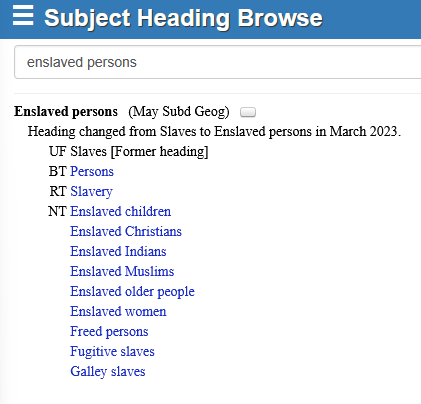 Subject Heading Browse
enslaved persons
Enslaved persons (May Subd Geog)
Heading changed from Slaves to Enslaved persons in March 2023.
UF Slaves [Former heading]
BT Persons
RT Slavery
NT Enslaved children
Enslaved Christians
Enslaved Indians
Enslaved Muslims
Enslaved older people
Enslaved women
Freed persons
Fugitive slaves
Galley slaves